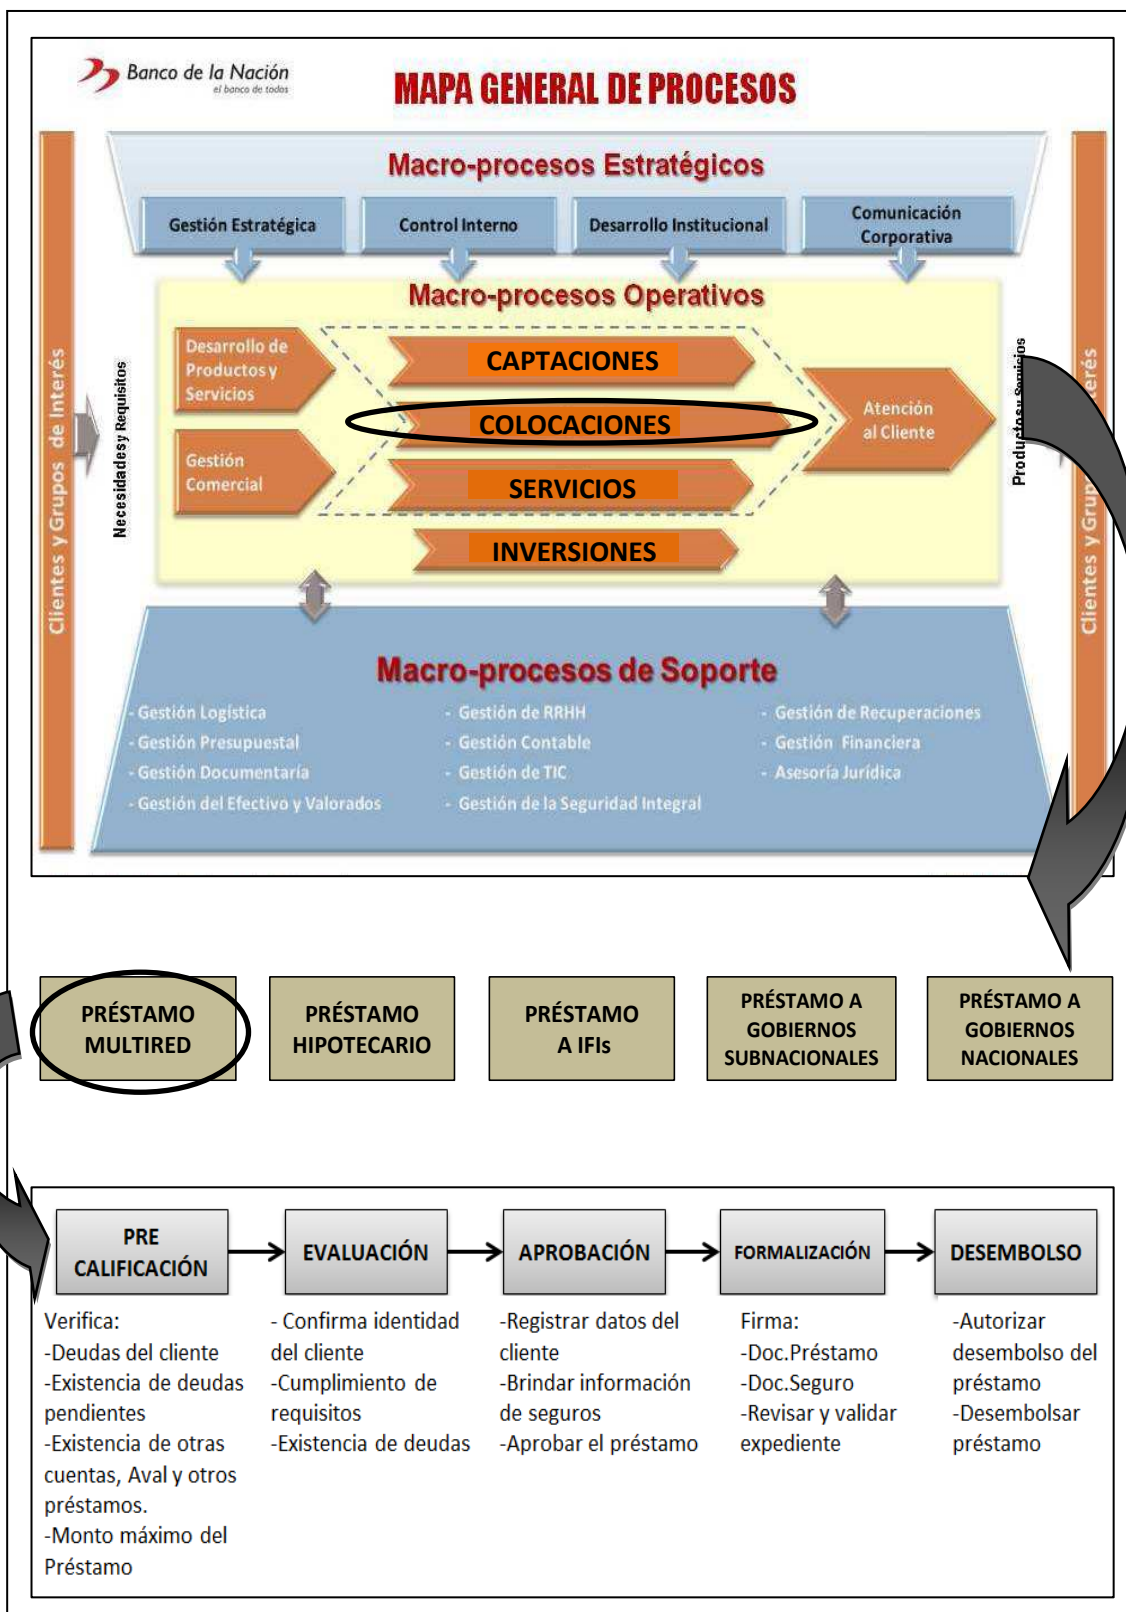 Banco de la Nación
el banco de todos
MAPA GENERAL DE PROCESOS
Macro-procesos Estratégicos
Gestión Estratégica
Control Interno
Desarrollo Institucional
Comunicación
Corporativa
Macro-procesos Operativos
Clientes y Grupos de Interés
Necesidades y Requisitos
Desarrollo de
Productos y
Servicios
Gestión
Comercial
CAPTACIONES
COLOCACIONES
SERVICIOS
INVERSIONES
Atención
al Cliente
Productos y Servicios
Clientes y Grupos de Interés
Macro-procesos de Soporte
- Gestión Logística
- Gestión Presupuestal
- Gestión Documentaría
- Gestión del Efectivo y Valorados
- Gestión de RRHH
- Gestión Contable
- Gestión de TIC
- Gestión de la Seguridad Integral
- Gestión de Recuperaciones
- Gestión Financiera
- Asesoría Jurídica
PRÉSTAMO
MULTIRED
PRÉSTAMO
HIPOTECARIO
PRÉSTAMO
A IFIs
PRÉSTAMO A
GOBIERNOS
SUBNACIONALES
PRÉSTAMO A
GOBIERNOS
NACIONALES
PRE
CALIFICACIÓN
EVALUACIÓN
APROBACIÓN
FORMALIZACIÓN
DESEMBOLSO
Verifica:
-Deudas del cliente
-Existencia de deudas
pendientes
-Existencia de otras
cuentas, Aval y otros
préstamos.
-Monto máximo del
Préstamo
- Confirma identidad
del cliente
-Cumplimiento de
requisitos
-Existencia de deudas
-Registrar datos del
cliente
-Brindar información
de seguros
-Aprobar el préstamo
Firma:
-Doc.Préstamo
-Doc.Seguro
-Revisar y validar
expediente
-Autorizar
desembolso del
préstamo
-Desembolsar
préstamo